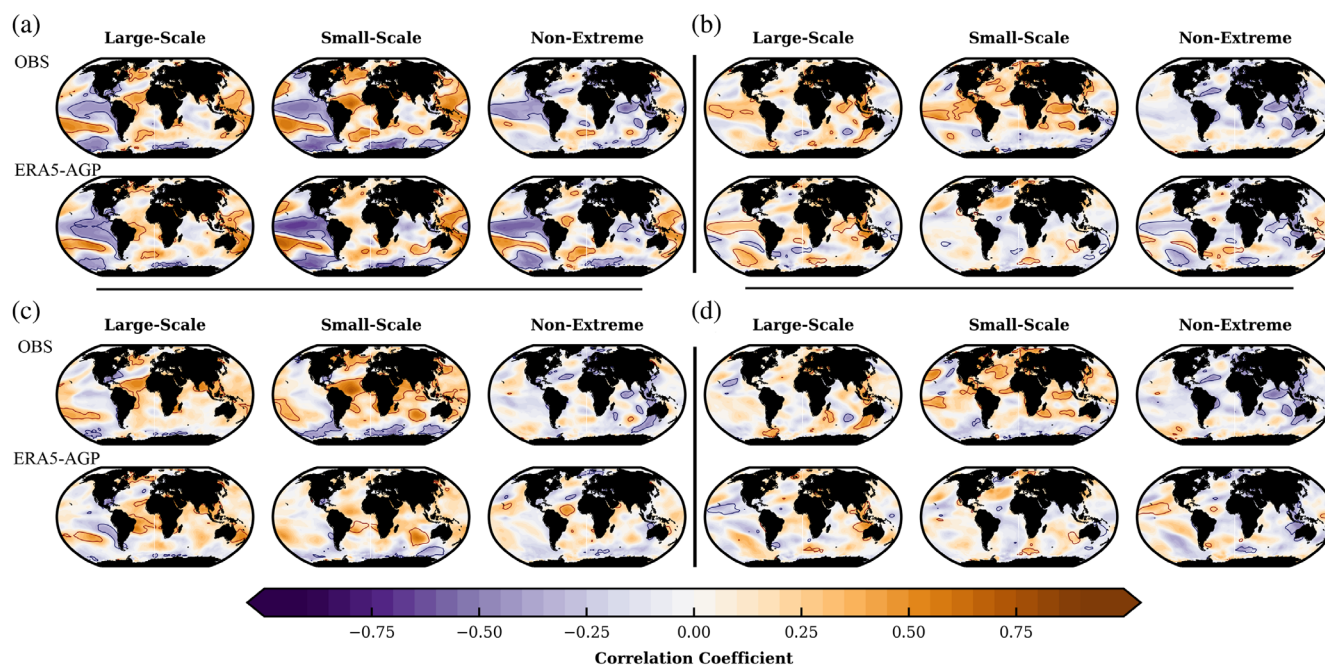 (a)
(b)
Large-Scale Small-Scale Non-Extreme Large-Scale Small-Scale Non-Extreme
OBS
ERA5-AGP
(c)
(d)
Large-Scale Small-Scale Non-Extreme Large-Scale Small-Scale Non-Extreme
OBS
ERA5-AGP
−0.75 −0.50 −0.25 0.00 0.25 0.50 0.75
Correlation Coefficient